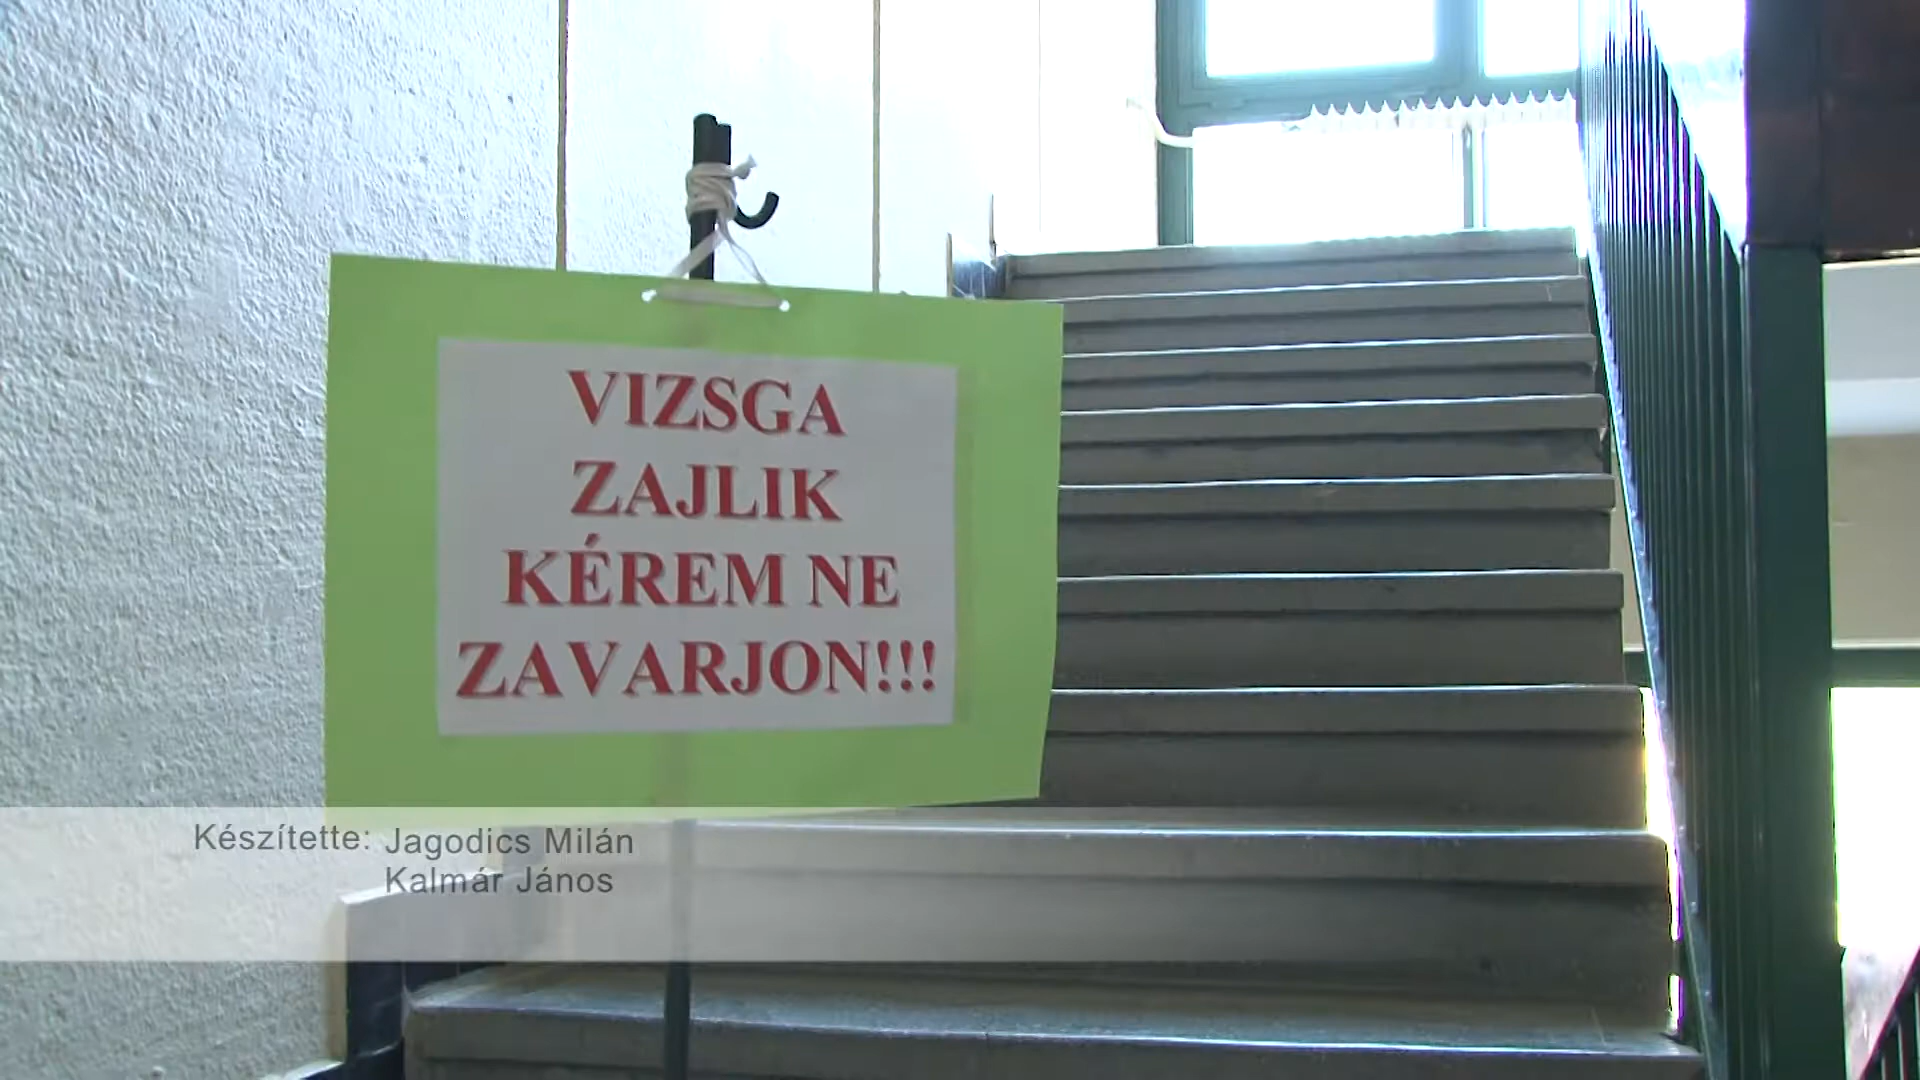 VIZSGA
ZAJLIK
KÉREM NE
ZAVARJON!!!
Készítette: Jagodics Milán
Kalmár János